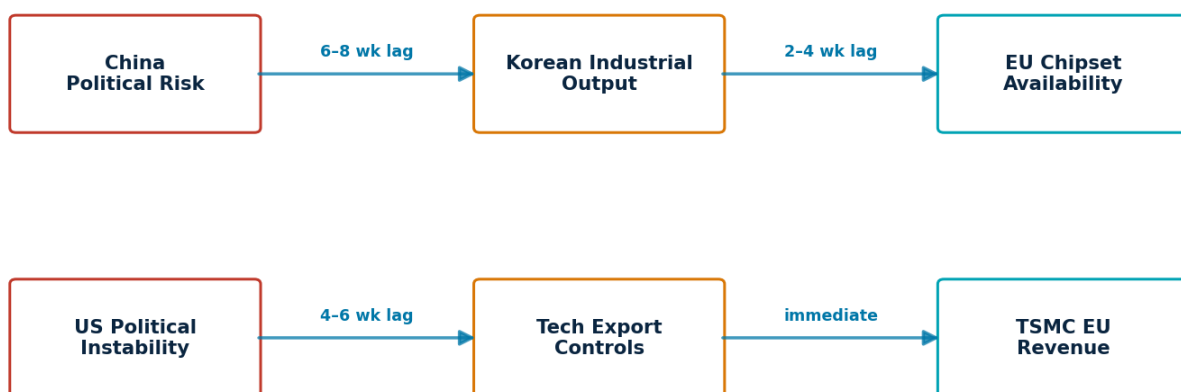 China
Political Risk
6–8 wk lag
Korean Industrial
Output
2–4 wk lag
EU Chipset
Availability
US Political
Instability
4–6 wk lag
Tech Export
Controls
immediate
TSMC EU
Revenue